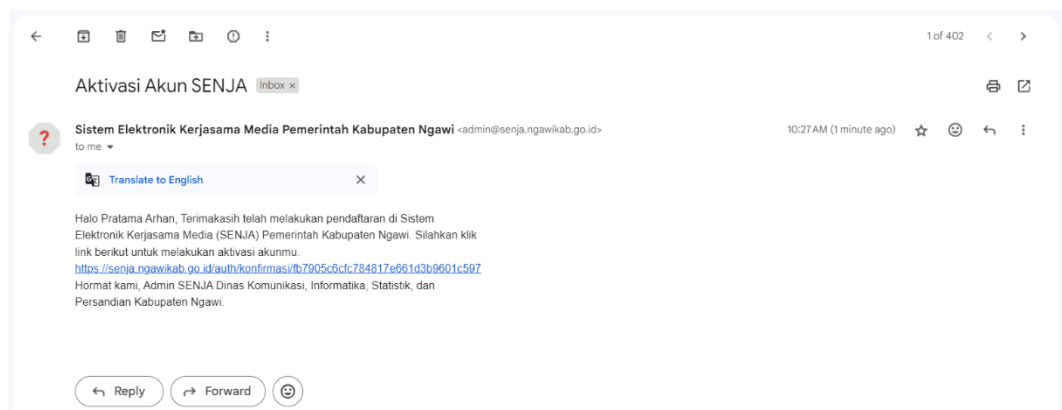 1 of 402
Aktivasi Akun SENJA Inbox ×
?
Sistem Elektronik Kerjasama Media Pemerintah Kabupaten Ngawi <admin@senja.ngawikab.go.id>
10:27 AM (1 minute ago)
to me
Translate to English
Halo Pratama Arhan, Terimakasih telah melakukan pendaftaran di Sistem
Elektronik Kerjasama Media (SENJA) Pemerintah Kabupaten Ngawi. Silahkan klik
link berikut untuk melakukan aktivasi akunmu.
https://senja.ngawikab.go.id/auth/konfirmasi/fb7905c6cfc784817e661d3b9601c597
Hormat kami, Admin SENJA Dinas Komunikasi, Informatika, Statistik, dan
Persandian Kabupaten Ngawi.
Reply
Forward